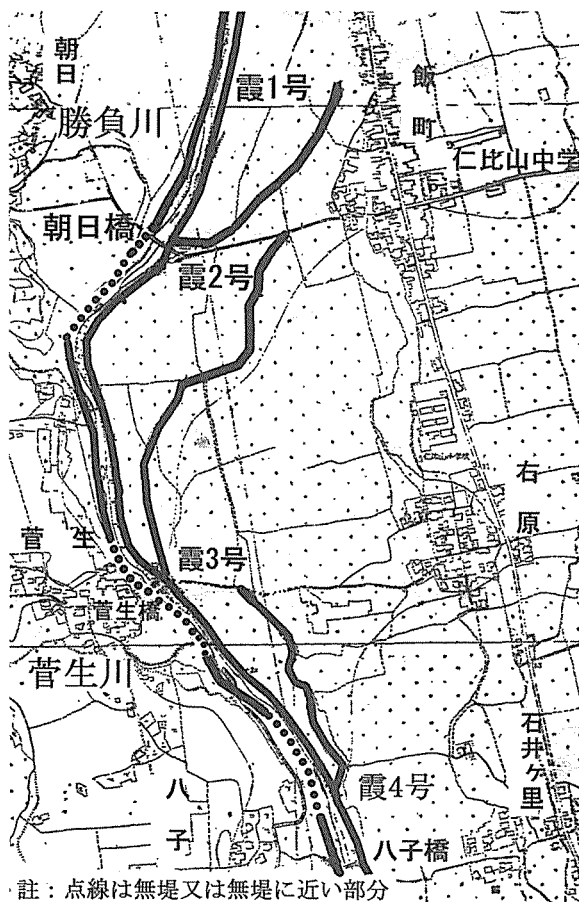 朝日
勝負川
霞1号
飯町
仁比山中学
朝日橋
霞2号
右原
霞3号
菅生
菅生橋
菅生川
石井ヶ里
霞4号
八子
八子橋
註：点線は無堤又は無堤に近い部分